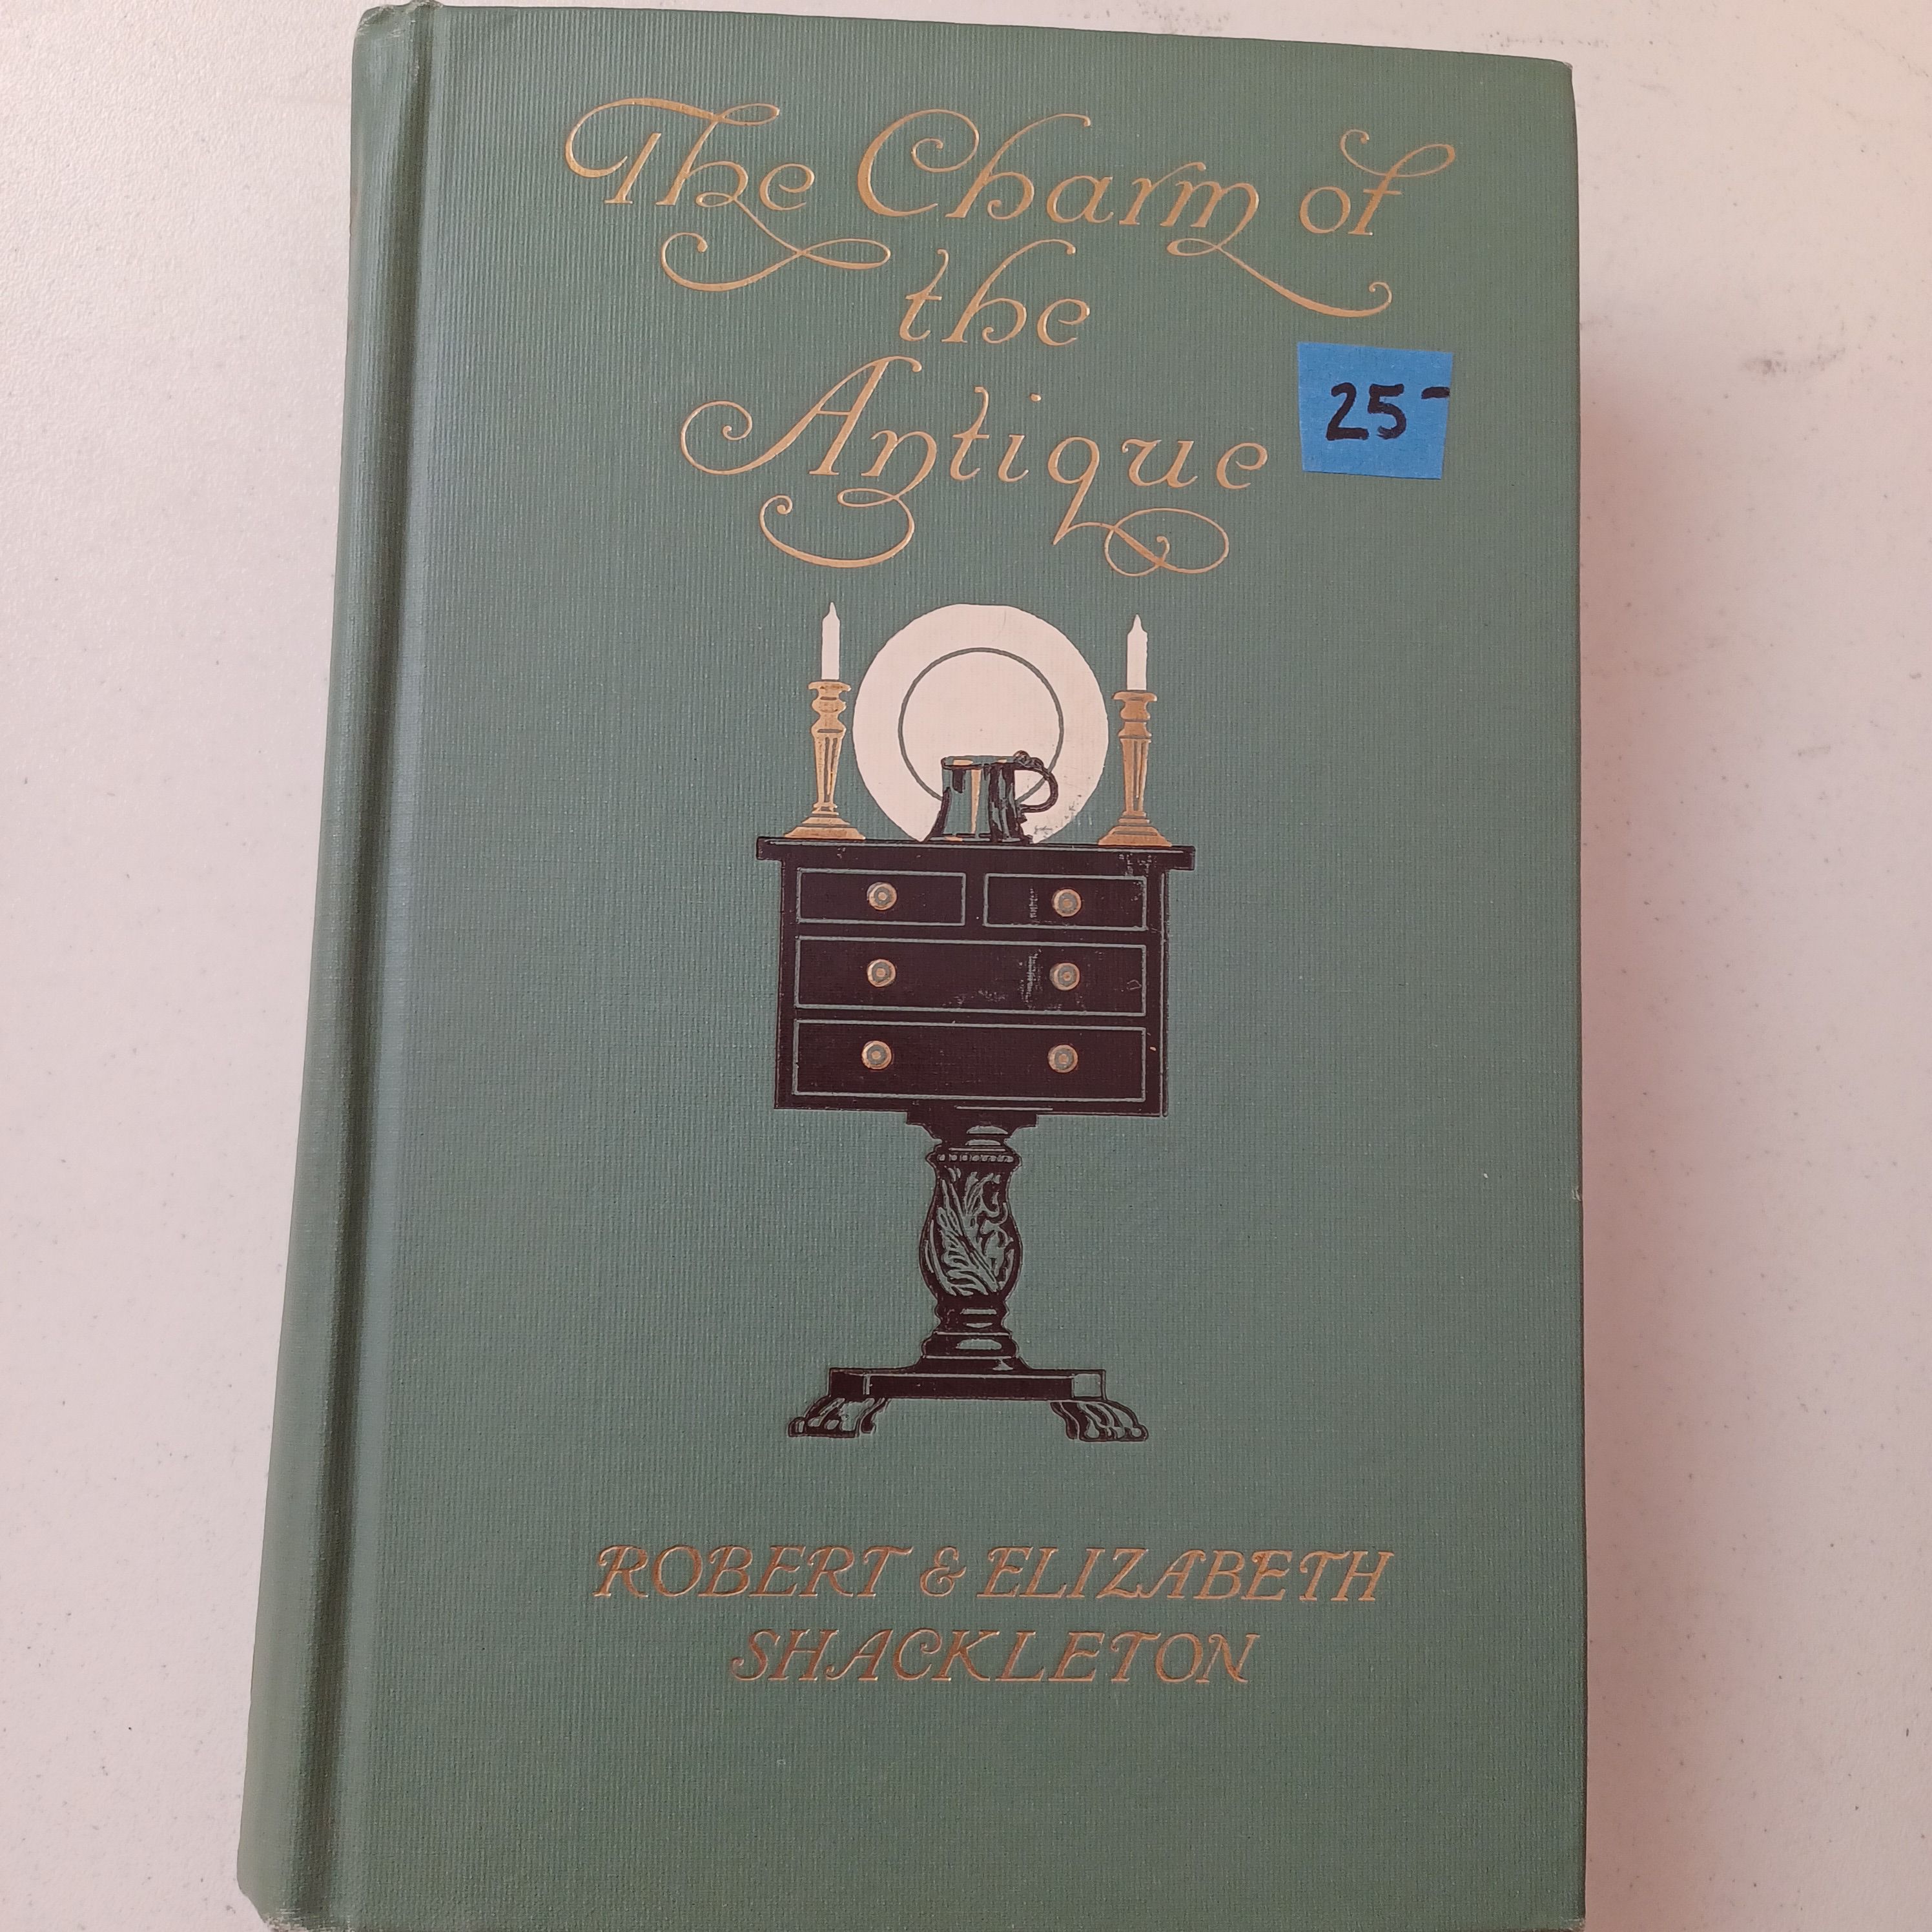 The Charm of
the
Antique
25-
ROBERT & ELIZABETH
SHACKLETON